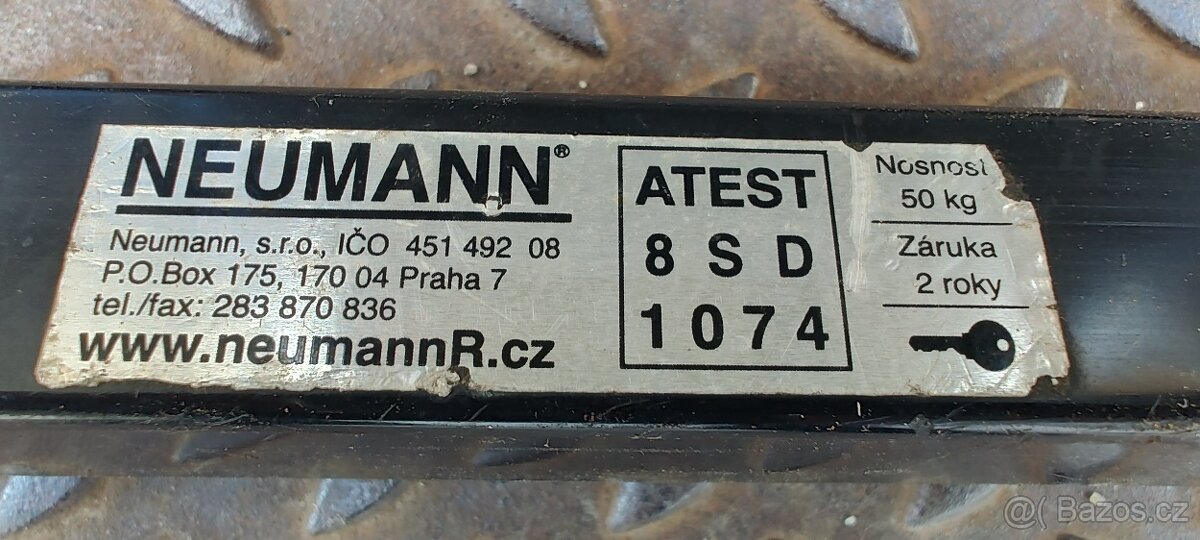 NEUMANN®
Neumann, s.r.o., IČO 451 492 08
P.O.Box 175, 170 04 Praha 7
tel./fax: 283 870 836
www.neumannR.cz
ATEST
8 S D
1074
Nosnost
50 kg
Záruka
2 roky
@( Bazos.cz